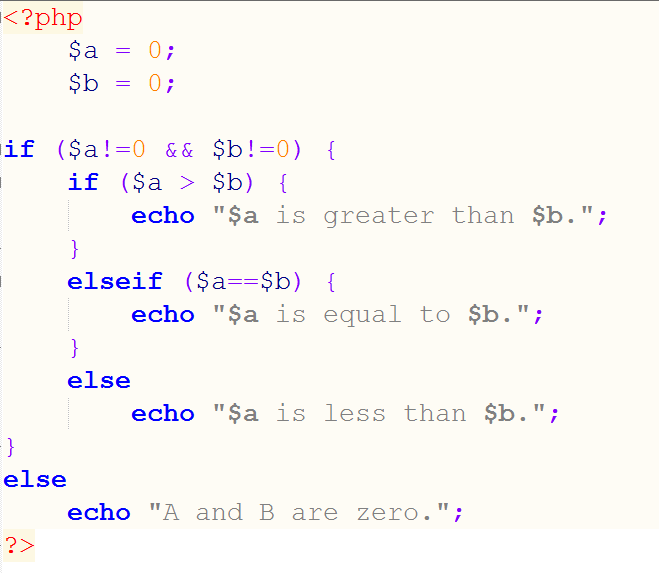 <?php
    $a = 0;
    $b = 0;

if ($a!=0 && $b!=0) {
    if ($a > $b) {
        echo "$a is greater than $b.";
    }
    elseif ($a==$b) {
        echo "$a is equal to $b.";
    }
    else
        echo "$a is less than $b.";
}
else
    echo "A and B are zero.";
?>